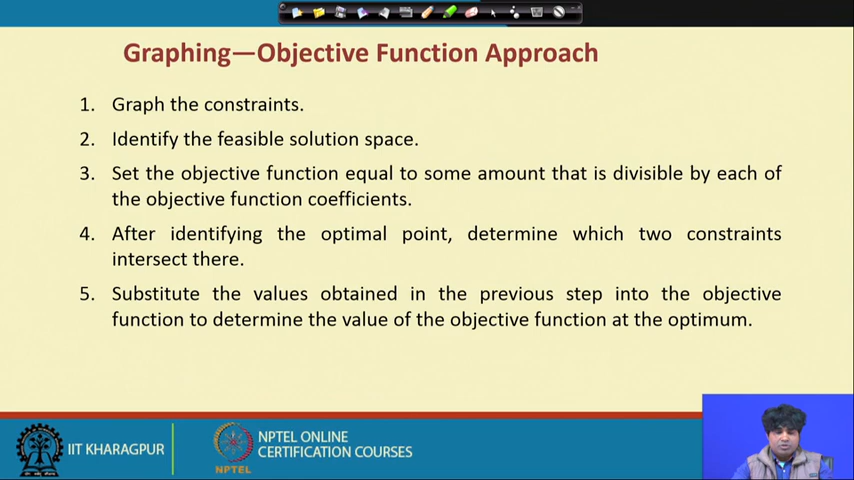 Graphing—Objective Function Approach
1. Graph the constraints.
2. Identify the feasible solution space.
3. Set the objective function equal to some amount that is divisible by each of
the objective function coefficients.
4. After identifying the optimal point, determine which two constraints
intersect there.
5. Substitute the values obtained in the previous step into the objective
function to determine the value of the objective function at the optimum.
IIT KHARAGPUR
NPTEL
NPTEL ONLINE
CERTIFICATION COURSES